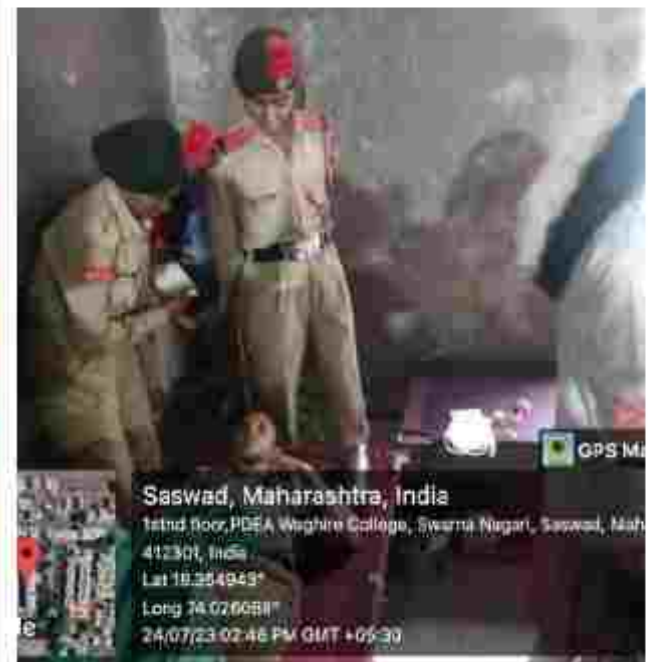 GPS Ma
Saswad, Maharashtra, India
floor,PDEA Waghire College, Swarna Nagari, Saswad, Mah
412301, India
Lat 18.354943°
Long 74.026088°
24/07/23 02:46 PM GMT +05:30
le